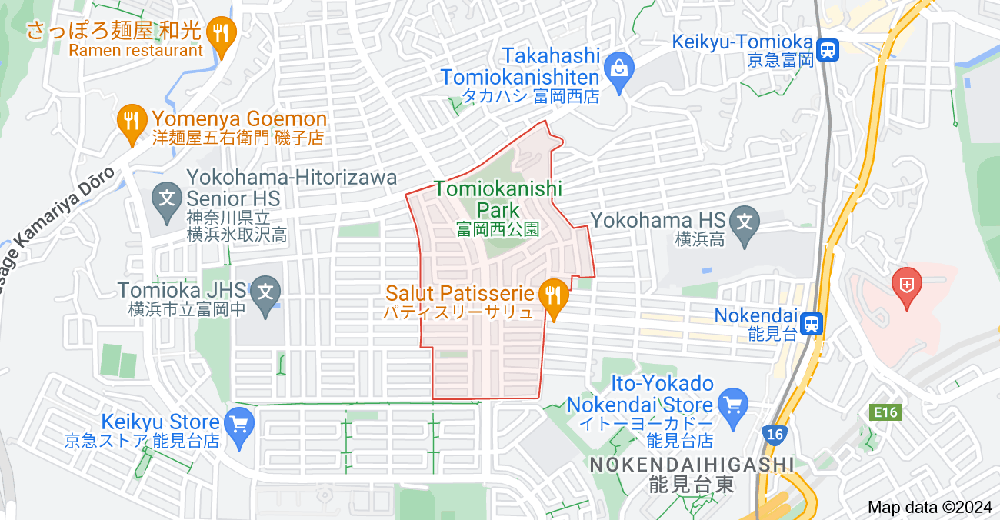 さっぽろ麺屋 和光
Ramen restaurant
Keikyu-Tomioka
京急富岡
Takahashi
Tomiokanishiten
タカハシ 富岡西店
Yomenya Goemon
洋麺屋五右衛門 磯子店
Yokohama-Hitorizawa
Senior HS
神奈川県立
横浜氷取沢高
Tomiokanishi
Park
富岡西公園
Yokohama HS
横浜高
sage Kamariya Dōro
Tomioka JHS
横浜市立富岡中
Salut Patisserie
パティスリーサリュ
Nokendai
能見台
Ito-Yokado
Nokendai Store
イトーヨーカドー
能見台店
E16
Keikyu Store
京急ストア 能見台店
16
NOKENDAIHIGASHI
能見台東
Map data ©2024